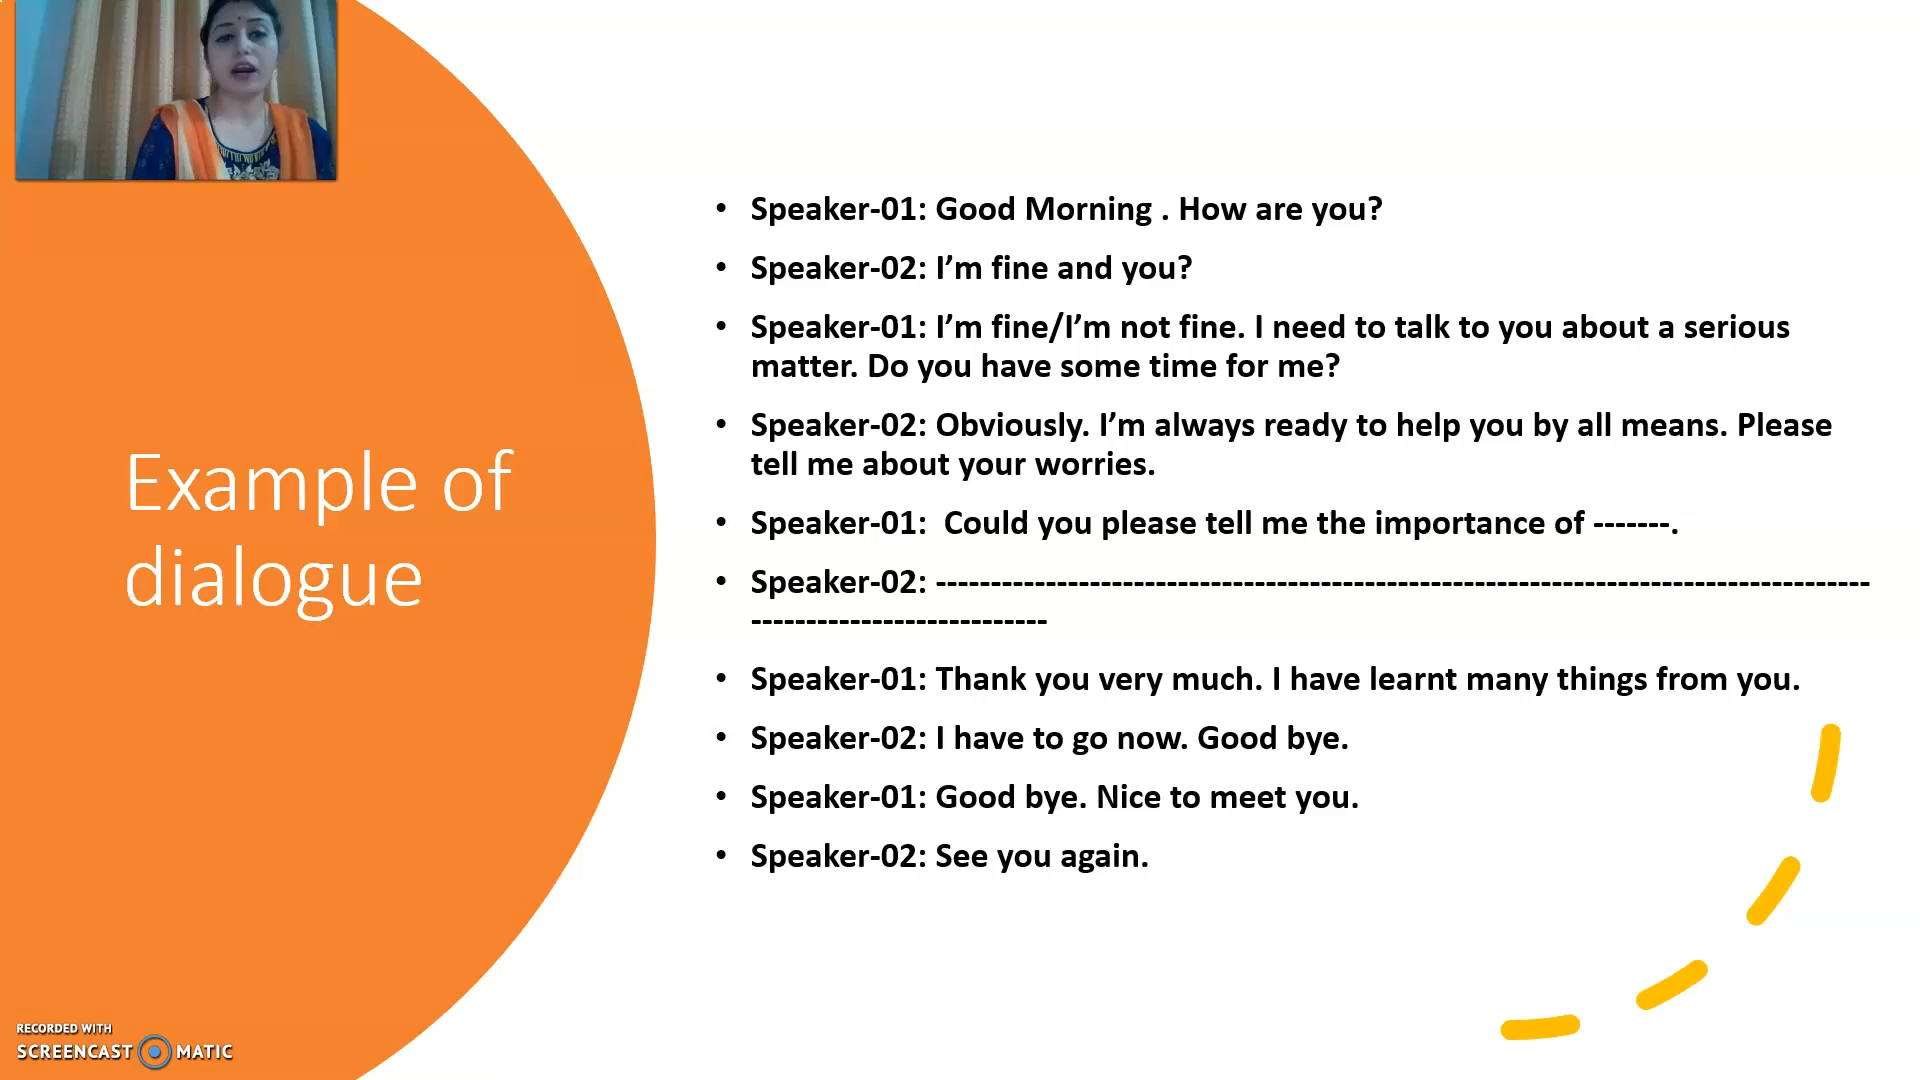 Example of
dialogue
• Speaker-01: Good Morning . How are you?
• Speaker-02: I’m fine and you?
• Speaker-01: I’m fine/I’m not fine. I need to talk to you about a serious
matter. Do you have some time for me?
• Speaker-02: Obviously. I’m always ready to help you by all means. Please
tell me about your worries.
• Speaker-01:  Could you please tell me the importance of -------.
• Speaker-02: -------------------------------------------------------------------------------------
---------------------------
• Speaker-01: Thank you very much. I have learnt many things from you.
• Speaker-02: I have to go now. Good bye.
• Speaker-01: Good bye. Nice to meet you.
• Speaker-02: See you again.
RECORDED WITH
SCREENCAST MATIC